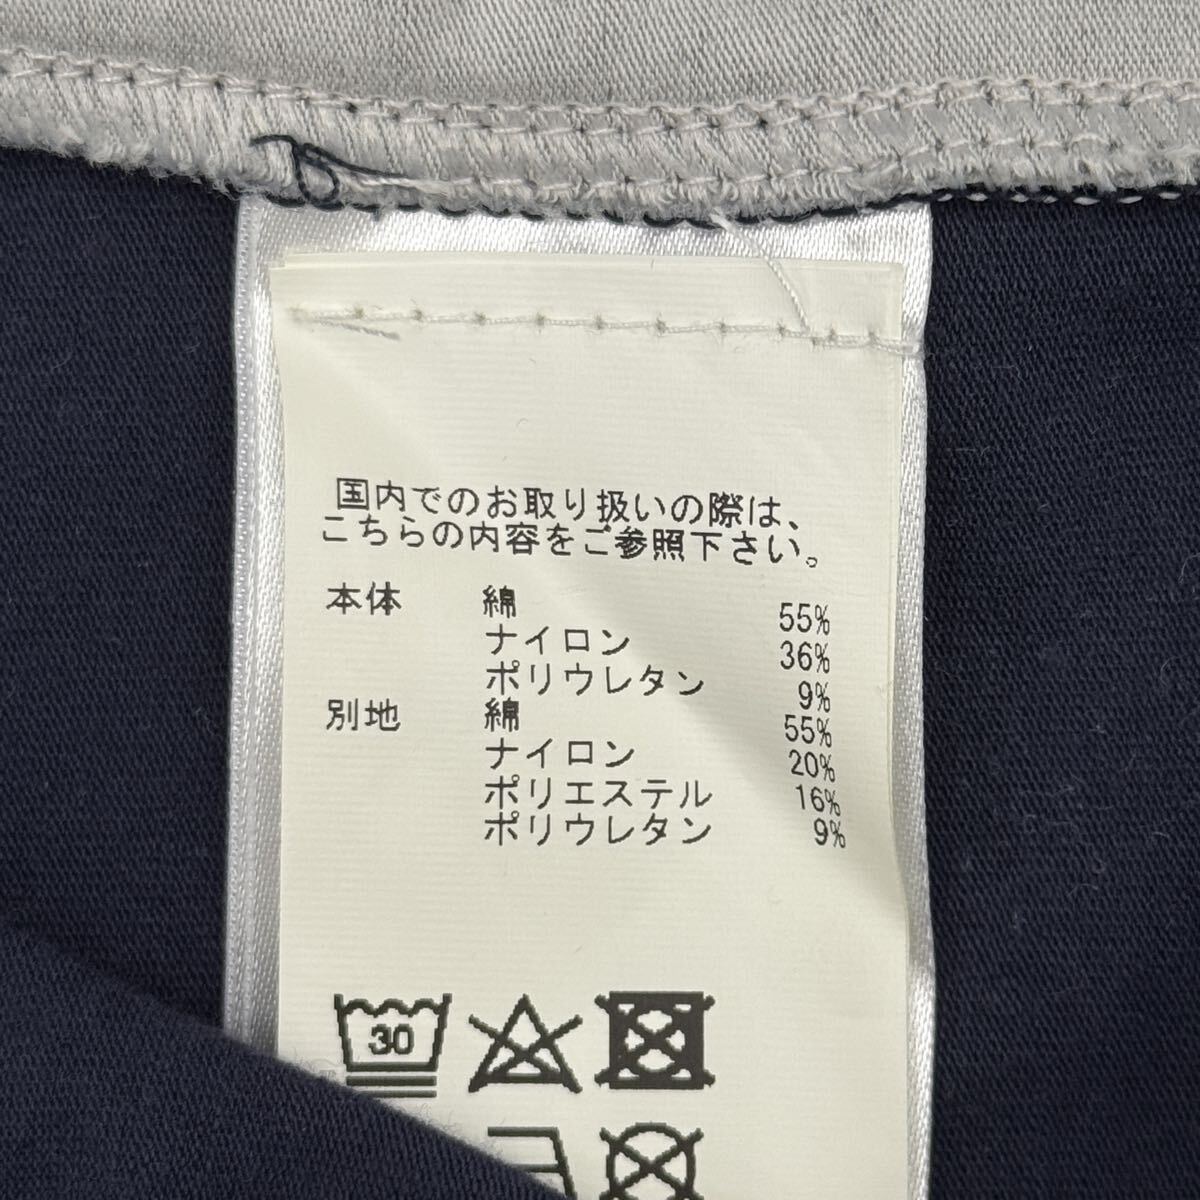 国内でのお取り扱いの際は、
こちらの内容をご参照下さい。
本体 綿 55%
ナイロン 36%
ポリウレタン 9%
別地 綿 55%
ナイロン 20%
ポリエステル 16%
ポリウレタン 9%
30